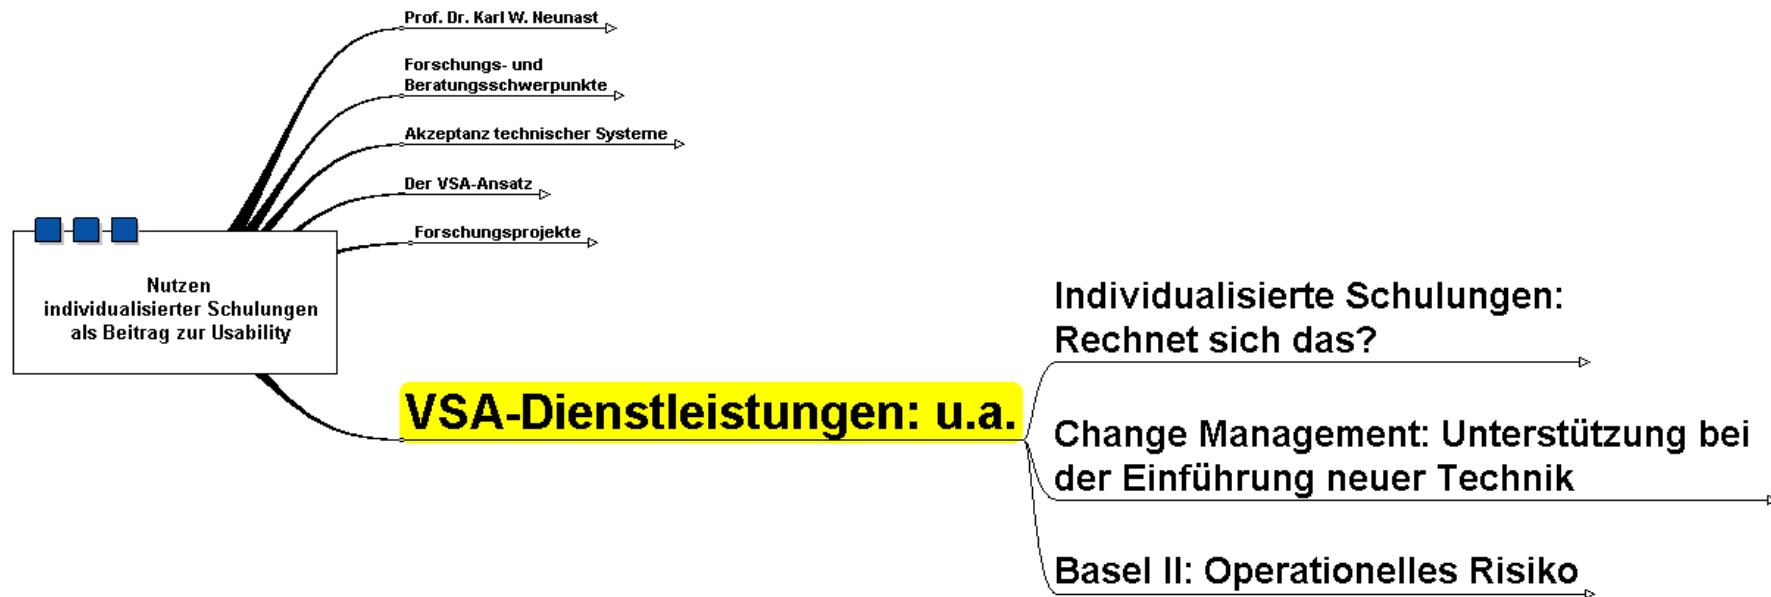 Prof. Dr. Karl W. Neunast
Forschungs- und
Beratungsschwerpunkte
Akzeptanz technischer Systeme
Der VSA-Ansatz
Forschungsprojekte
Nutzen
individualisierter Schulungen
als Beitrag zur Usability
VSA-Dienstleistungen: u.a.
Individualisierte Schulungen:
Rechnet sich das?
Change Management: Unterstützung bei
der Einführung neuer Technik
Basel II: Operationelles Risiko